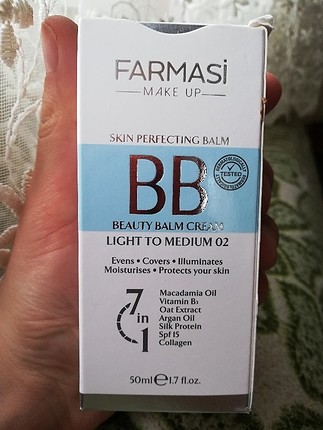 FARMASi
MAKE UP
SKIN PERFECTING BALM
BB
DERMATOLOGICALLY
TESTED
BEAUTY BALM CREAM
LIGHT TO MEDIUM 02
Evens • Covers • Illuminates
Moisturises • Protects your skin
7 in 1
Macadamia Oil
Vitamin B3
Oat Extract
Argan Oil
Silk Protein
Spf 15
Collagen
50ml e 1.7 fl.oz.